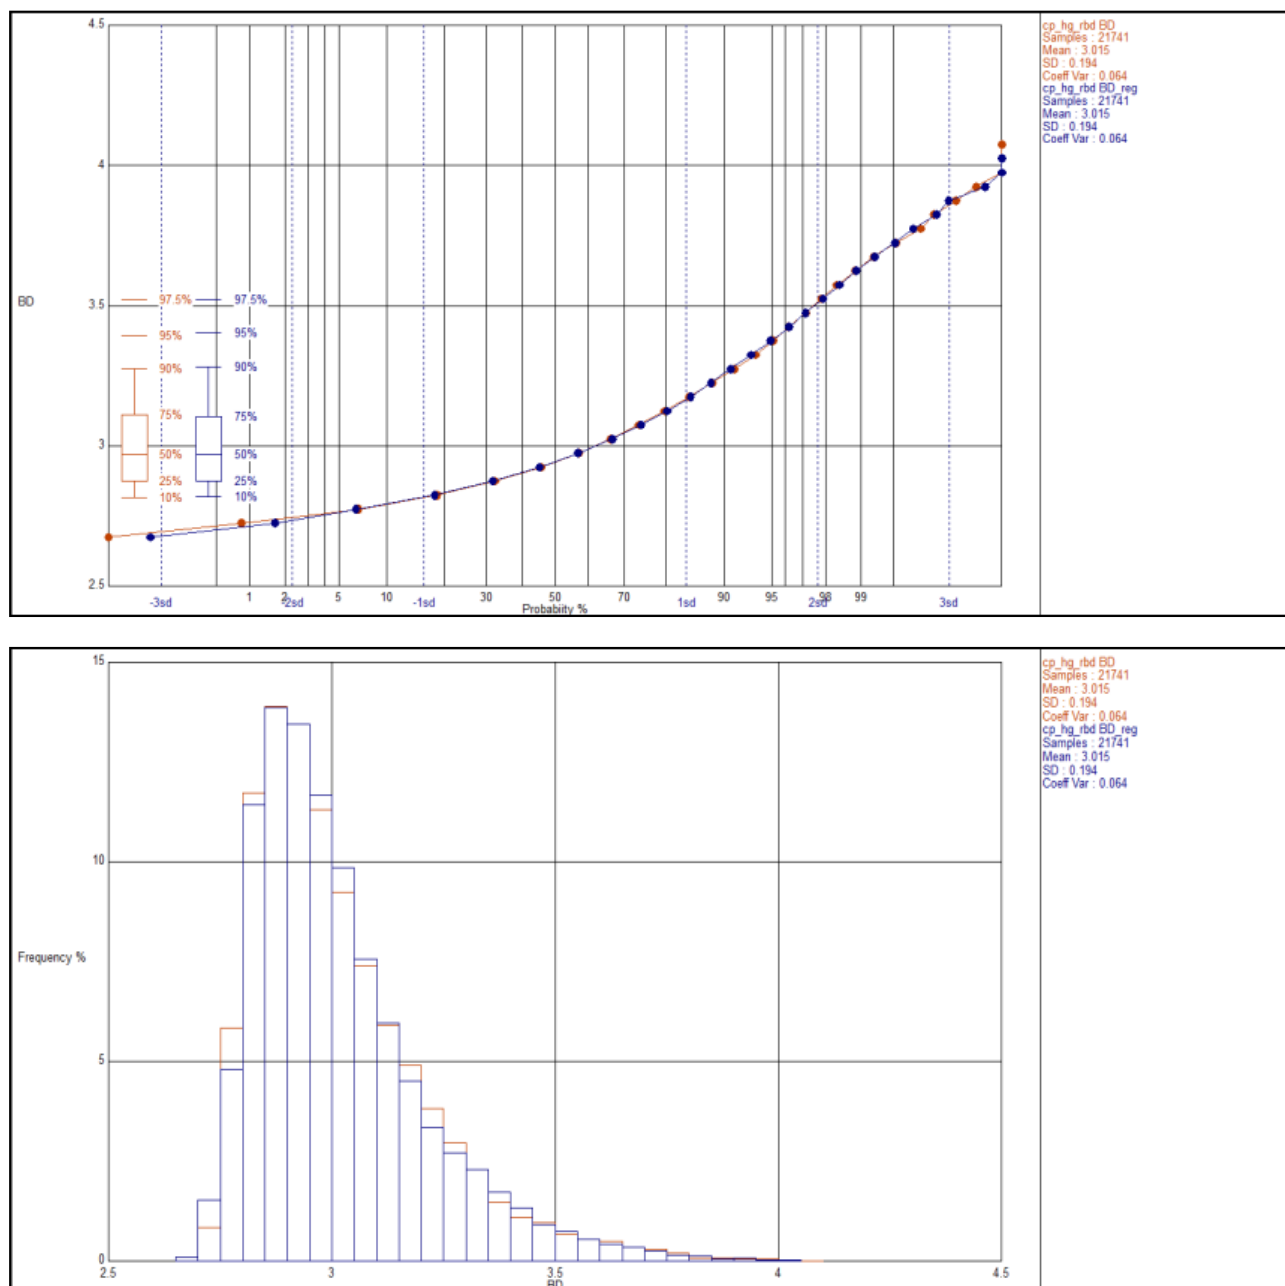 4.5
4
3.5
3
2.5
BD
97.5%
97.5%
95%
95%
90%
90%
75%
75%
50%
50%
25%
25%
10%
10%
1
2
5
10
30
50
70
90
95
98
99
-3sd
-2sd
-1sd
1sd
2sd
3sd
Probability %
cp_hg_rbd BD
Samples : 21741
Mean : 3.015
SD : 0.194
Coeff Var : 0.064
cp_hg_rbd BD_reg
Samples : 21741
Mean : 3.015
SD : 0.194
Coeff Var : 0.064
15
10
5
0
Frequency %
2.5
3
3.5
4
4.5
BD
cp_hg_rbd BD
Samples : 21741
Mean : 3.015
SD : 0.194
Coeff Var : 0.064
cp_hg_rbd BD_reg
Samples : 21741
Mean : 3.015
SD : 0.194
Coeff Var : 0.064